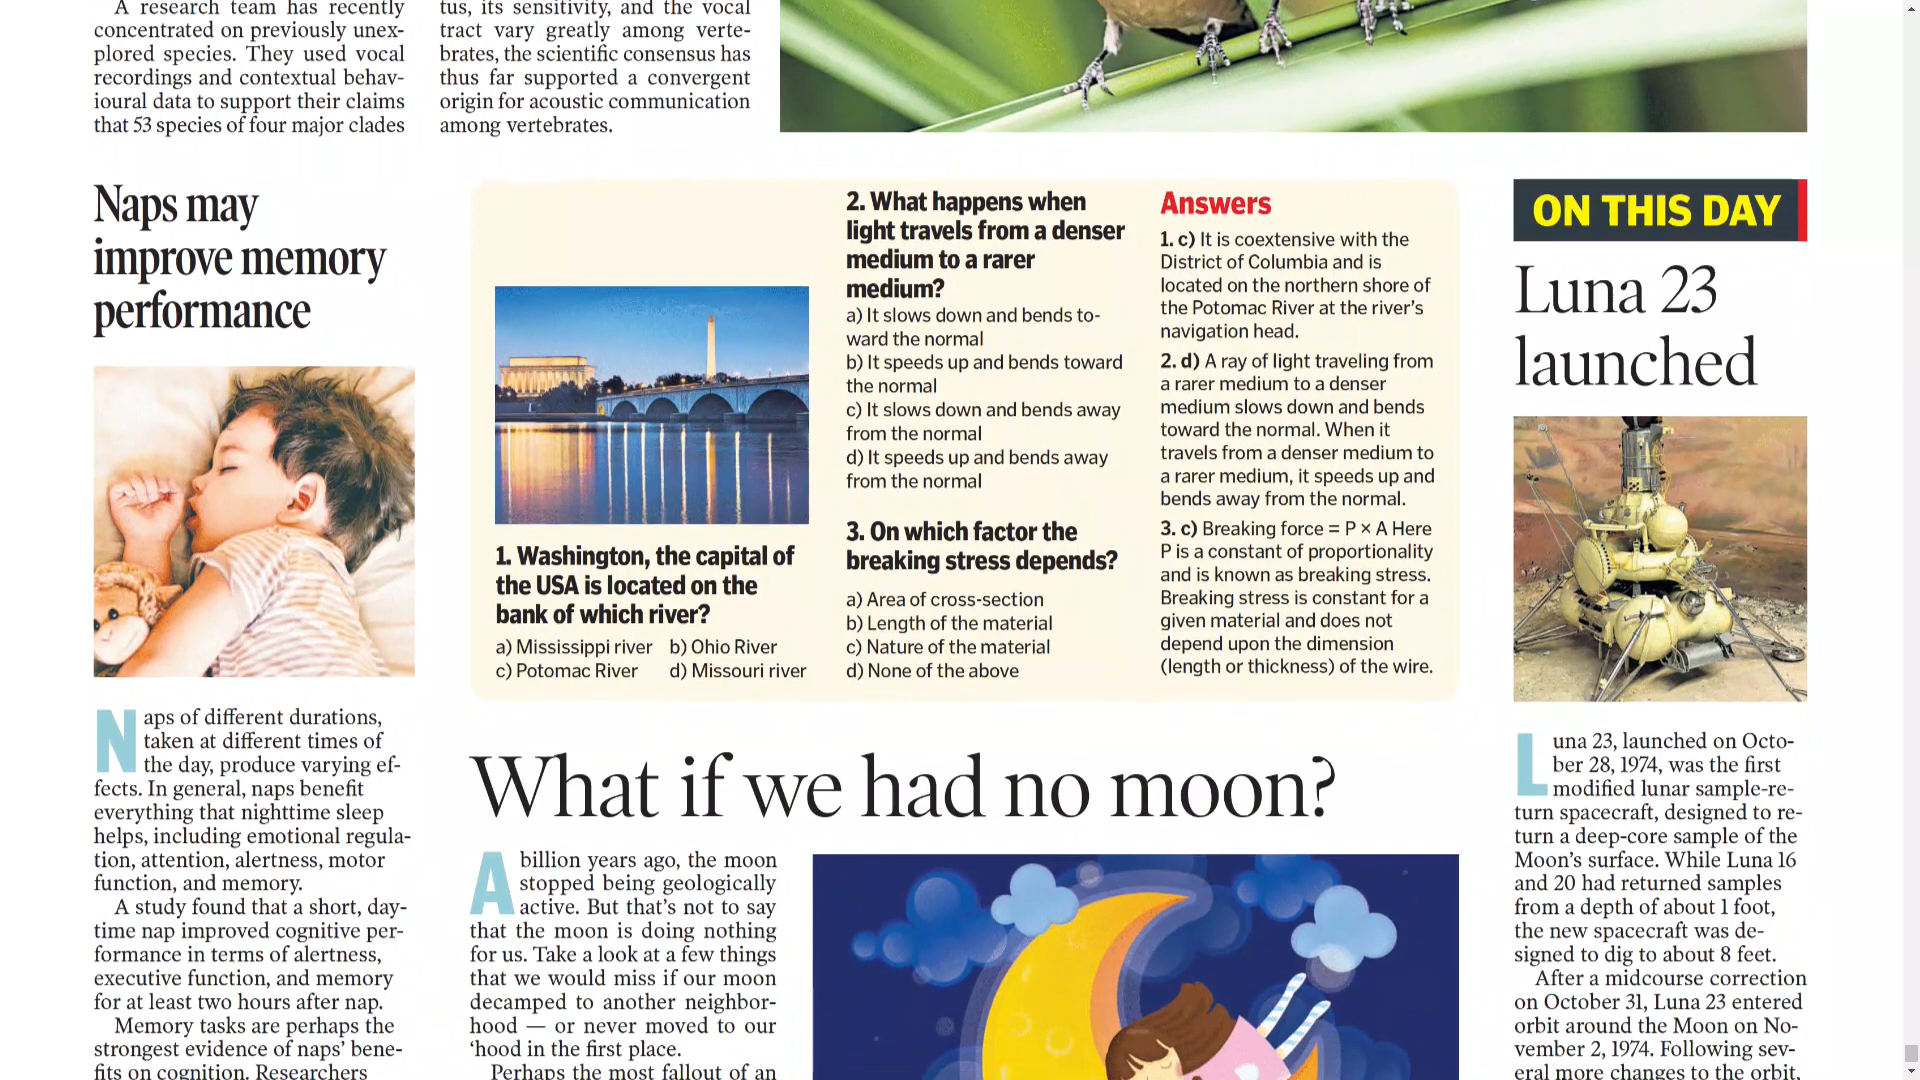 A research team has recently
concentrated on previously unex-
plored species. They used vocal
recordings and contextual behav-
ioural data to support their claims
that 53 species of four major clades
tus, its sensitivity, and the vocal
tract vary greatly among verte-
brates, the scientific consensus has
thus far supported a convergent
origin for acoustic communication
among vertebrates.
Naps may
improve memory
performance
Naps of different durations,
taken at different times of
the day, produce varying ef-
fects. In general, naps benefit
everything that nighttime sleep
helps, including emotional regula-
tion, attention, alertness, motor
function, and memory.
A study found that a short, day-
time nap improved cognitive per-
formance in terms of alertness,
executive function, and memory
for at least two hours after nap.
Memory tasks are perhaps the
strongest evidence of naps' bene-
fits on cognition. Researchers
1. Washington, the capital of
the USA is located on the
bank of which river?
a) Mississippi river b) Ohio River
c) Potomac River d) Missouri river
2. What happens when
light travels from a denser
medium to a rarer
medium?
a) It slows down and bends to-
ward the normal
b) It speeds up and bends toward
the normal
c) It slows down and bends away
from the normal
d) It speeds up and bends away
from the normal
3. On which factor the
breaking stress depends?
a) Area of cross-section
b) Length of the material
c) Nature of the material
d) None of the above
Answers
1. c) It is coextensive with the
District of Columbia and is
located on the northern shore of
the Potomac River at the river's
navigation head.
2. d) A ray of light traveling from
a rarer medium to a denser
medium slows down and bends
toward the normal. When it
travels from a denser medium to
a rarer medium, it speeds up and
bends away from the normal.
3. c) Breaking force = P × A Here
P is a constant of proportionality
and is known as breaking stress.
Breaking stress is constant for a
given material and does not
depend upon the dimension
(length or thickness) of the wire.
What if we had no moon?
A billion years ago, the moon
stopped being geologically
active. But that's not to say
that the moon is doing nothing
for us. Take a look at a few things
that we would miss if our moon
decamped to another neighbor-
hood — or never moved to our
'hood in the first place.
Perhaps the most fallout of an
ON THIS DAY
Luna 23
launched
Luna 23, launched on Octo-
ber 28, 1974, was the first
modified lunar sample-re-
turn spacecraft, designed to re-
turn a deep-core sample of the
Moon's surface. While Luna 16
and 20 had returned samples
from a depth of about 1 foot,
the new spacecraft was de-
signed to dig to about 8 feet.
After a midcourse correction
on October 31, Luna 23 entered
orbit around the Moon on No-
vember 2, 1974. Following sev-
eral more changes to the orbit,